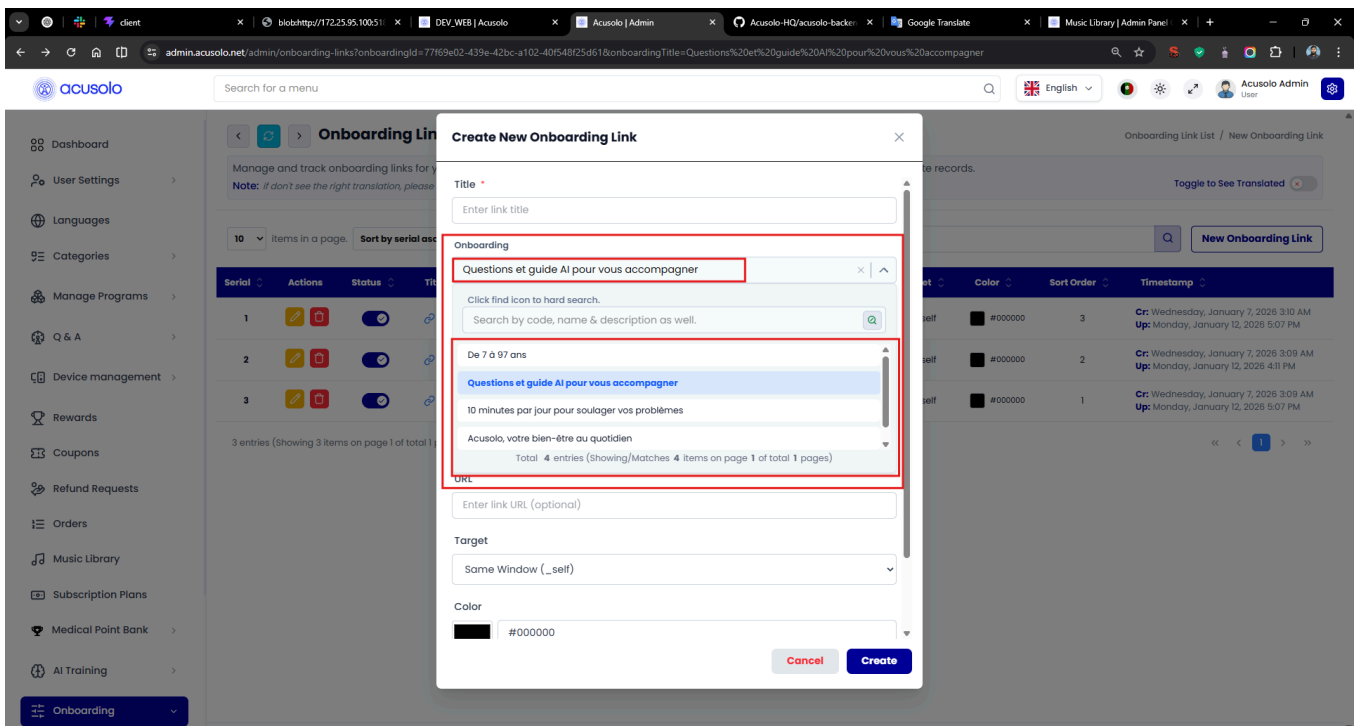 client
blob:http://172.25.95.100:518
DEV_WEB | Acusolo
Acusolo | Admin
Acusolo-HQ/acusolo-backen
Google Translate
Music Library | Admin Panel
admin.acusolo.net/admin/onboarding-links?onboardingId=77f69e02-439e-42bc-a102-40f548f25d61&onboardingTitle=Questions%20et%20guide%20AI%20pour%20vous%20accompagner
acusolo
Search for a menu
English
Acusolo Admin
User
Dashboard
User Settings
Languages
Categories
Manage Programs
Q & A
Device management
Rewards
Coupons
Refund Requests
Orders
Music Library
Subscription Plans
Medical Point Bank
AI Training
Onboarding
Onboarding Lin
Onboarding Link List / New Onboarding Link
Manage and track onboarding links for y
te records.
Note: if don't see the right translation, please
Toggle to See Translated
10 items in a page. Sort by serial asc
New Onboarding Link
Serial Actions Status Tit
et Color Sort Order Timestamp
1
self #000000 3 Cr: Wednesday, January 7, 2026 3:10 AM
Up: Monday, January 12, 2026 5:07 PM
2
self #000000 2 Cr: Wednesday, January 7, 2026 3:09 AM
Up: Monday, January 12, 2026 4:11 PM
3
self #000000 1 Cr: Wednesday, January 7, 2026 3:09 AM
Up: Monday, January 12, 2026 5:07 PM
3 entries (Showing 3 items on page 1 of total 1
1
Create New Onboarding Link
Title *
Enter link title
Onboarding
Questions et guide AI pour vous accompagner
Click find icon to hard search.
Search by code, name & description as well.
De 7 à 97 ans
Questions et guide AI pour vous accompagner
10 minutes par jour pour soulager vos problèmes
Acusolo, votre bien-être au quotidien
Total 4 entries (Showing/Matches 4 items on page 1 of total 1 pages)
URL
Enter link URL (optional)
Target
Same Window (_self)
Color
#000000
Cancel
Create